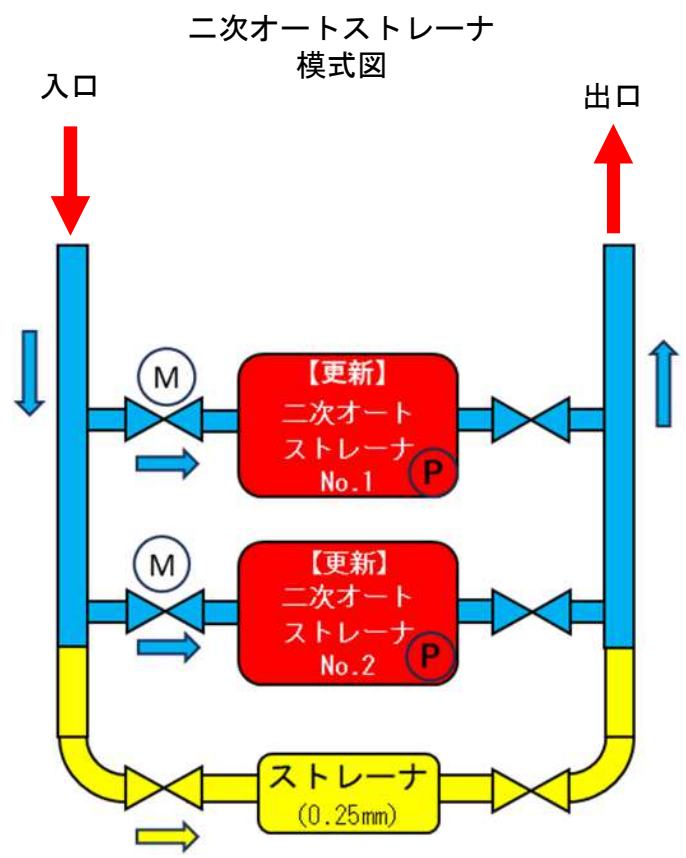 二次オートストレーナ
模式図
入口
出口
M
【更新】
二次オート
ストレーナ
No.1
P
M
【更新】
二次オート
ストレーナ
No.2
P
ストレーナ
(0.25mm)